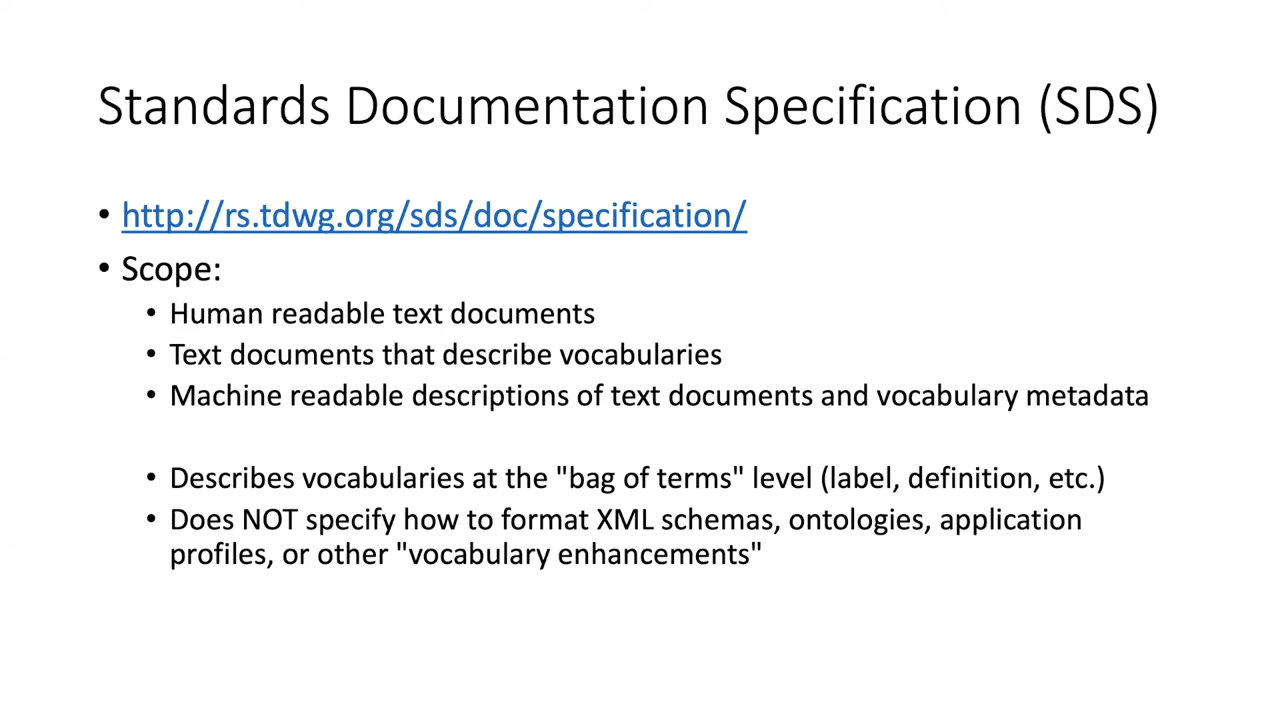 Standards Documentation Specification (SDS)
• http://rs.tdwg.org/sds/doc/specification/
• Scope:
• Human readable text documents
• Text documents that describe vocabularies
• Machine readable descriptions of text documents and vocabulary metadata
• Describes vocabularies at the "bag of terms" level (label, definition, etc.)
• Does NOT specify how to format XML schemas, ontologies, application
profiles, or other "vocabulary enhancements"